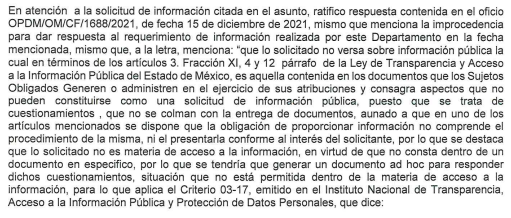 En atención a la solicitud de información citada en el asunto, ratifico respuesta contenida en el oficio
OPDM/OM/CF/1688/2021, de fecha 15 de diciembre de 2021, mismo que menciona la improcedencia
para dar respuesta al requerimiento de información realizada por este Departamento en la fecha
mencionada, mismo que, a la letra, menciona: "que lo solicitado no versa sobre información pública la
cual en términos de los artículos 3. Fracción XI, 4 y 12 párrafo de la Ley de Transparencia y Acceso
a la Información Pública del Estado de México, es aquella contenida en los documentos que los Sujetos
Obligados Generen o administren en el ejercicio de sus atribuciones y consagra aspectos que no
pueden constituirse como una solicitud de información pública, puesto que se trata de
cuestionamientos , que no se colman con la entrega de documentos, aunado a que en uno de los
artículos mencionados se dispone que la obligación de proporcionar información no comprende el
procedimiento de la misma, ni el presentarla conforme al interés del solicitante, por lo que se destaca
que lo solicitado no es materia de acceso a la información, en virtud de que no consta dentro de un
documento en especifico, por lo que se tendría que generar un documento ad hoc para responder
dichos cuestionamientos, situación que no está permitida dentro de la materia de acceso a la
información, para lo que aplica el Criterio 03-17, emitido en el Instituto Nacional de Transparencia,
Acceso a la Información Pública y Protección de Datos Personales, que dice: